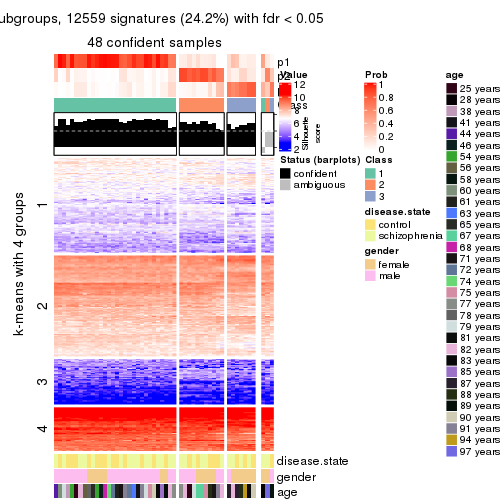 ubgroups, 12559 signatures (24.2%) with fdr < 0.05
48 confident samples
p1
p2
Value
12
10
8
6
4
2
Silhouette
score
Prob
1
0.8
0.6
0.4
0.2
0
age
25 years
28 years
38 years
41 years
44 years
46 years
54 years
56 years
58 years
60 years
61 years
63 years
65 years
67 years
68 years
71 years
72 years
74 years
75 years
77 years
78 years
79 years
81 years
82 years
83 years
85 years
87 years
88 years
89 years
90 years
91 years
94 years
97 years
Status (barplots)
confident
ambiguous
Class
1
2
3
disease.state
control
schizophrenia
gender
female
male
k-means with 4 groups
1
2
3
4
disease.state
gender
age